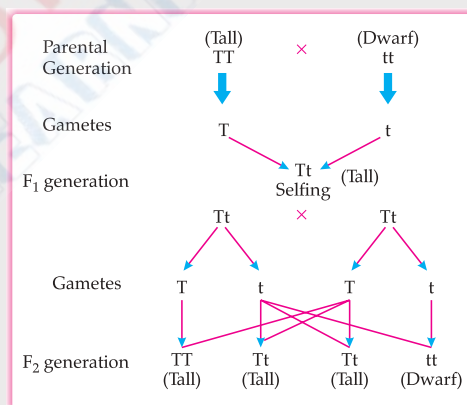 (Tall) (Dwarf)
Parental TT × tt
Generation
Gametes T t
F₁ generation Tt (Tall)
Selfing
Tt × Tt
Gametes T t T t
F₂ generation TT Tt Tt tt
(Tall) (Tall) (Tall) (Dwarf)